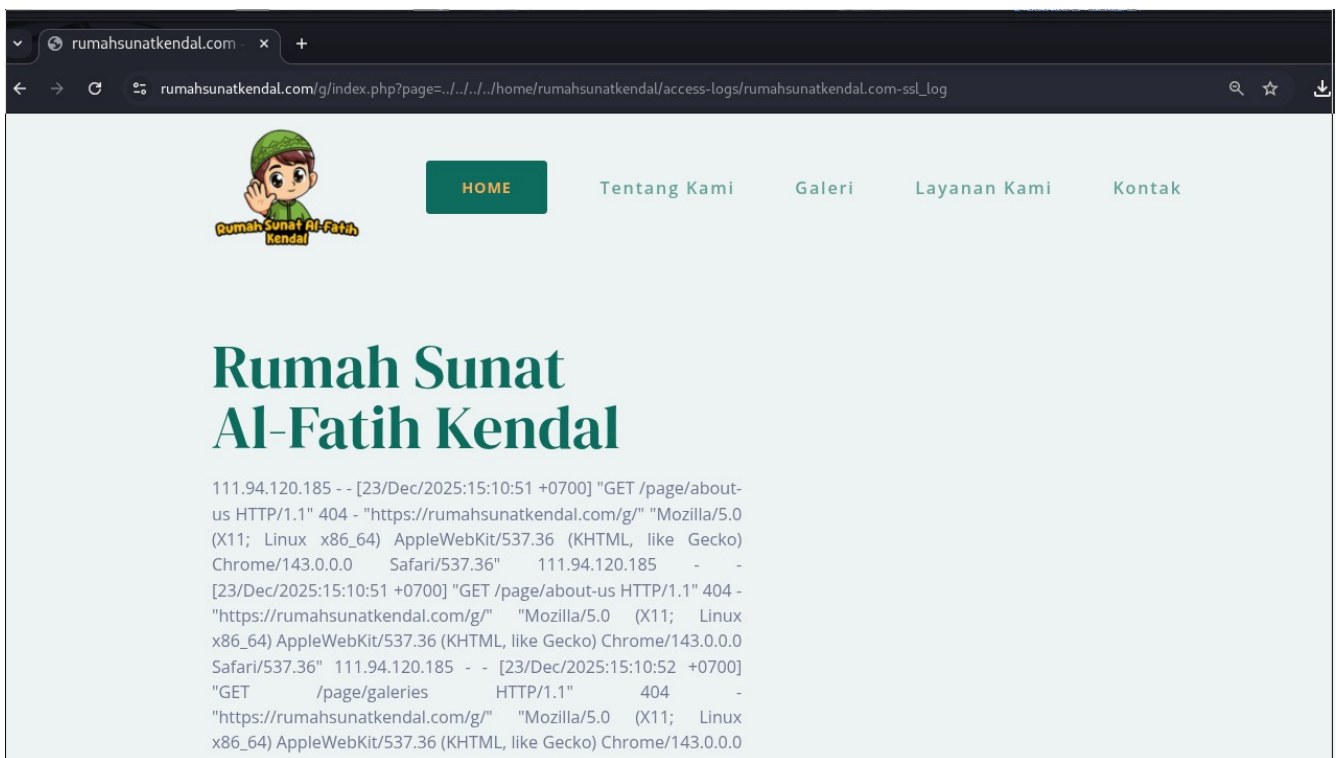 rumahsunatkendal.com -
rumahsunatkendal.com/g/index.php?page=../../../../home/rumahsunatkendal/access-logs/rumahsunatkendal.com-ssl_log
Rumah Sunat Al-Fatih
Kendal
HOME
Tentang Kami
Galeri
Layanan Kami
Kontak
Rumah Sunat
Al-Fatih Kendal
111.94.120.185 - - [23/Dec/2025:15:10:51 +0700] "GET /page/about-
us HTTP/1.1" 404 - "https://rumahsunatkendal.com/g/" "Mozilla/5.0
(X11; Linux x86_64) AppleWebKit/537.36 (KHTML, like Gecko)
Chrome/143.0.0.0 Safari/537.36" 111.94.120.185 - -
[23/Dec/2025:15:10:51 +0700] "GET /page/about-us HTTP/1.1" 404 -
"https://rumahsunatkendal.com/g/" "Mozilla/5.0 (X11; Linux
x86_64) AppleWebKit/537.36 (KHTML, like Gecko) Chrome/143.0.0.0
Safari/537.36" 111.94.120.185 - - [23/Dec/2025:15:10:52 +0700]
"GET /page/galeries HTTP/1.1" 404 -
"https://rumahsunatkendal.com/g/" "Mozilla/5.0 (X11; Linux
x86_64) AppleWebKit/537.36 (KHTML, like Gecko) Chrome/143.0.0.0